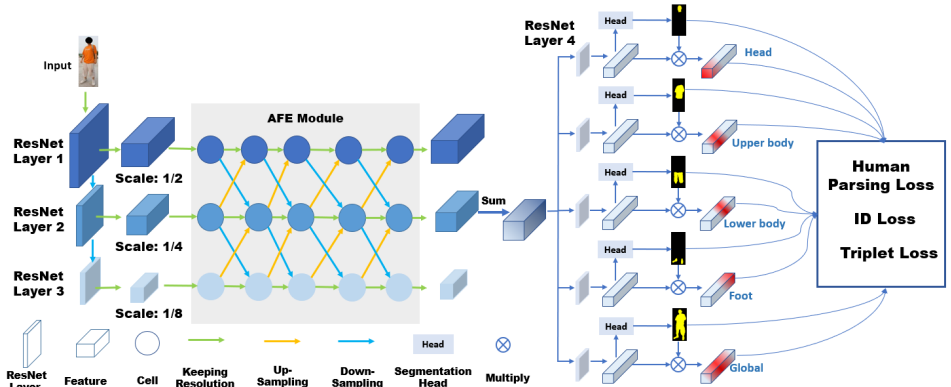 Input
ResNet
Layer 1
Scale: 1/2
ResNet
Layer 2
Scale: 1/4
ResNet
Layer 3
Scale: 1/8
AFE Module
Sum
ResNet
Layer 4
Head
Head
Head
Upper body
Head
Lower body
Head
Foot
Head
Global
Human
Parsing Loss
ID Loss
Triplet Loss
ResNet
Layer
Feature
Cell
Keeping
Resolution
Up-
Sampling
Down-
Sampling
Head
Segmentation
Head
Multiply